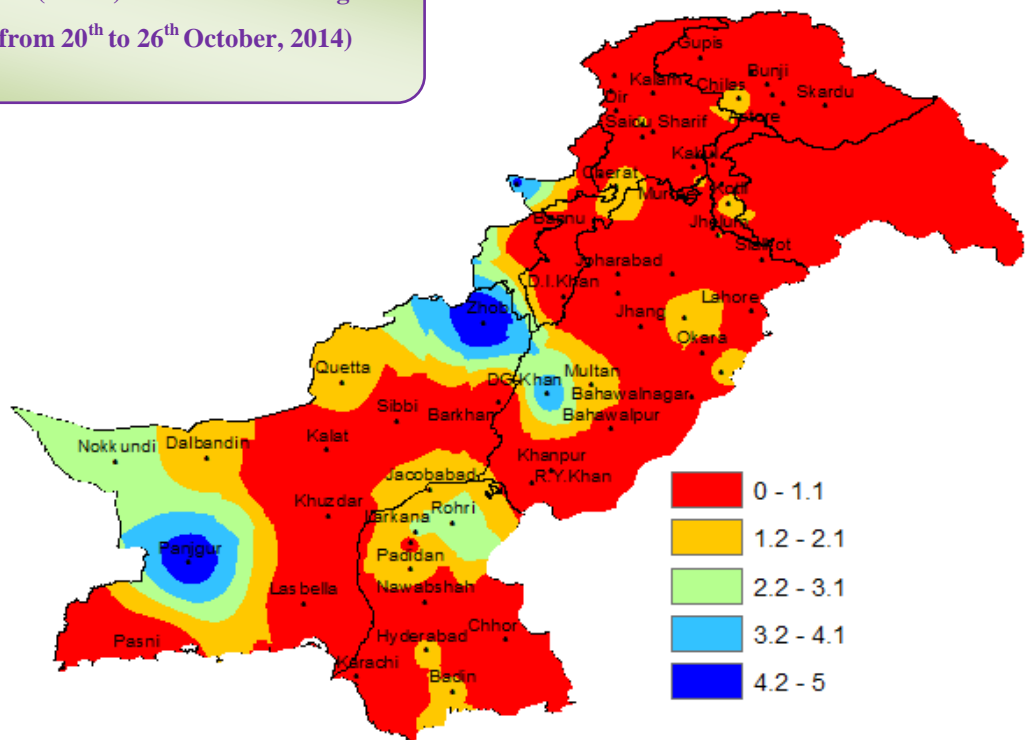 from 20th to 26th October, 2014)
Gupis
Bunji
Kalam
Chiles
Skardu
Dir
Astore
Saidu Sharif
Kakul
Cherat
Murree
Kotli
Bannu
Jhelum
Sialkot
Joharabad
D.I.Khan
Lahore
Zhob
Jhang
Okara
Quetta
DG Khan
Multan
Bahawalnagar
Sibbi
Barkhan
Bahawalpur
Nokkundi
Dalbandin
Kalat
Khanpur
Jacobabad
R.Y.Khan
0 - 1.1
Khuzdar
Larkana
Rohri
1.2 - 2.1
Panjgur
Padidan
2.2 - 3.1
Lasbella
Nawabshah
Pasni
Hyderabad
Chhor
3.2 - 4.1
Karachi
Badin
4.2 - 5